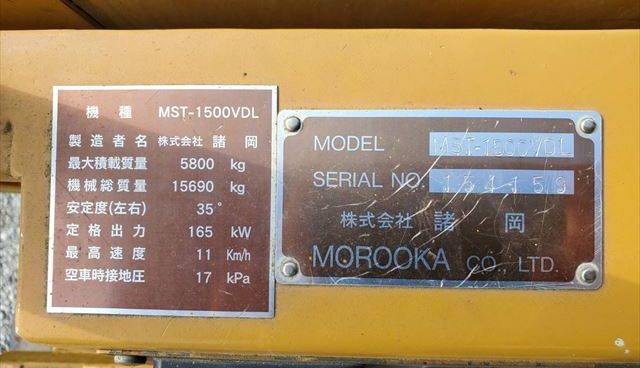 機種 MST-1500VDL
製造者名 株式会社 諸岡
最大積載質量 5800 kg
機械総質量 15690 kg
安定度(左右) 35°
定格出力 165 kW
最高速度 11 Km/h
空車時接地圧 17 kPa
MODEL MST-1500VDL
SERIAL NO. 154159
株式会社 諸岡
MOROOKA CO., LTD.